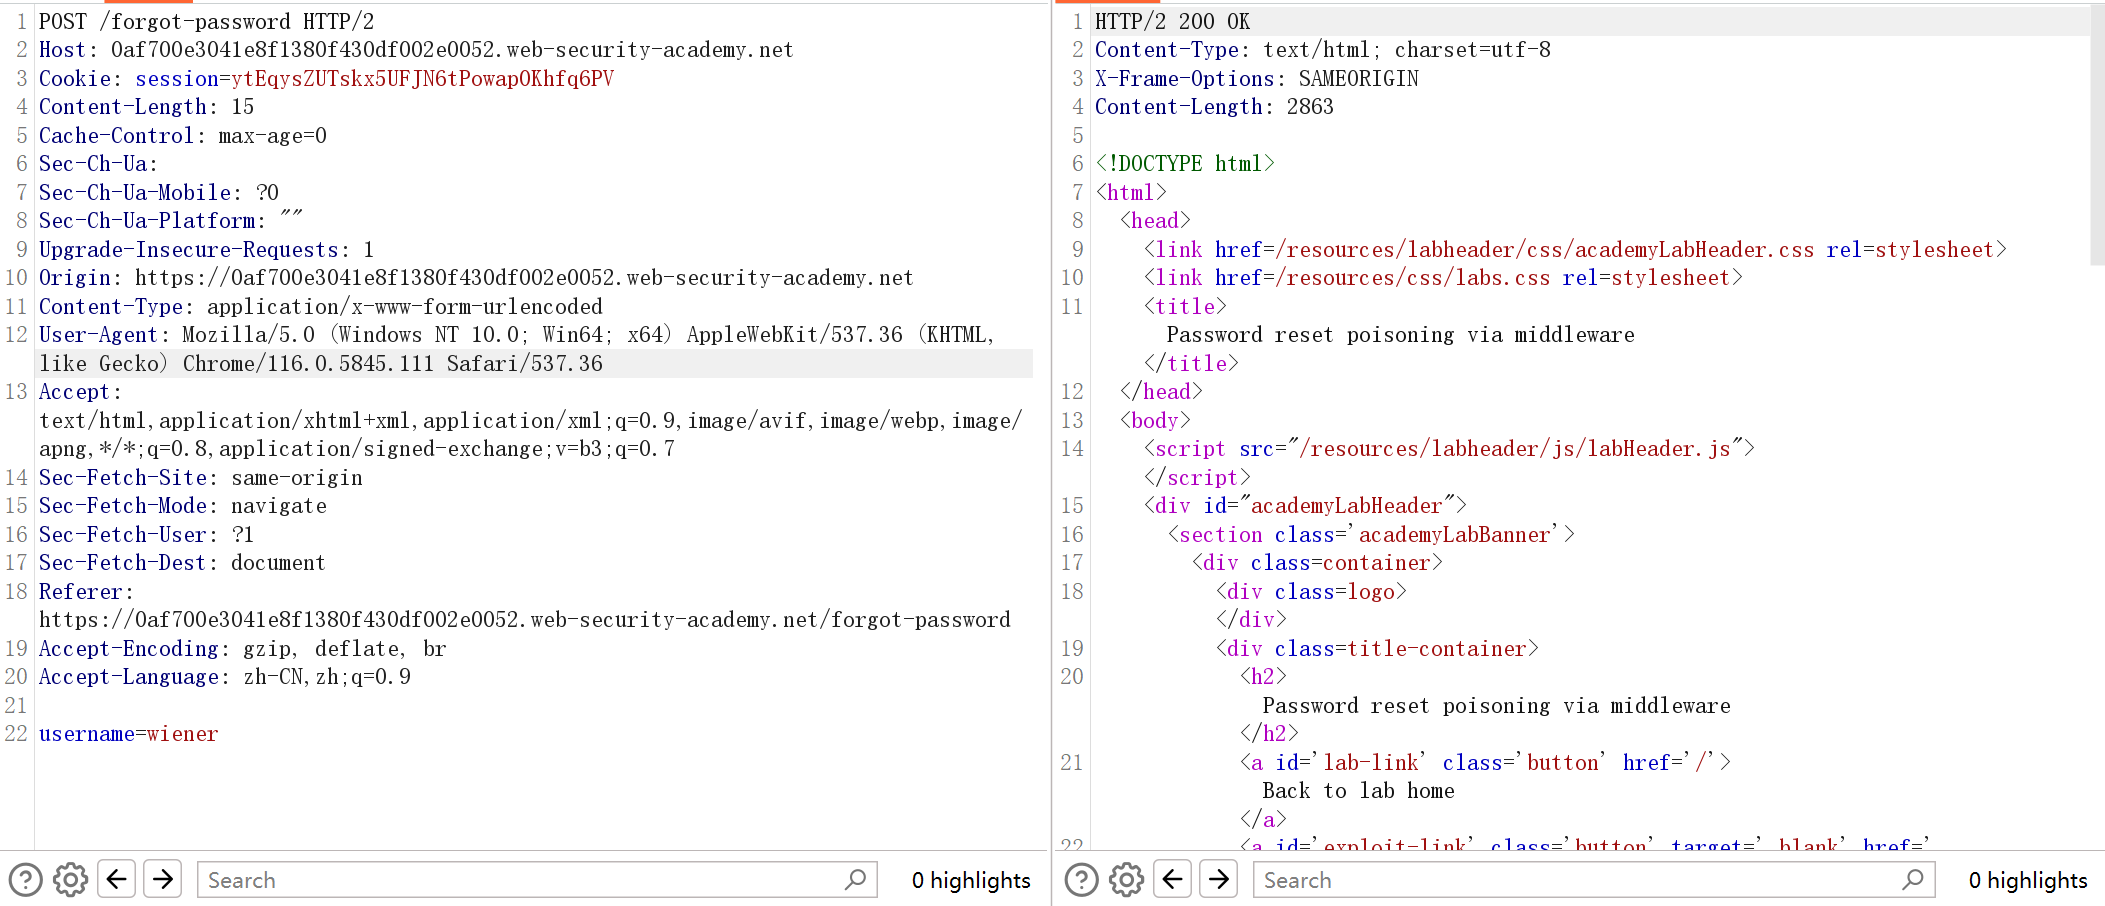 1 POST /forgot-password HTTP/2
2 Host: 0af700e3041e8f1380f430df002e0052.web-security-academy.net
3 Cookie: session=ytEqysZUTskx5UFJN6tPowapOKhfq6PV
4 Content-Length: 15
5 Cache-Control: max-age=0
6 Sec-Ch-Ua:
7 Sec-Ch-Ua-Mobile: ?0
8 Sec-Ch-Ua-Platform: ""
9 Upgrade-Insecure-Requests: 1
10 Origin: https://0af700e3041e8f1380f430df002e0052.web-security-academy.net
11 Content-Type: application/x-www-form-urlencoded
12 User-Agent: Mozilla/5.0 (Windows NT 10.0; Win64; x64) AppleWebKit/537.36 (KHTML,
like Gecko) Chrome/116.0.5845.111 Safari/537.36
13 Accept:
text/html,application/xhtml+xml,application/xml;q=0.9,image/avif,image/webp,image/
apng,*/*;q=0.8,application/signed-exchange;v=b3;q=0.7
14 Sec-Fetch-Site: same-origin
15 Sec-Fetch-Mode: navigate
16 Sec-Fetch-User: ?1
17 Sec-Fetch-Dest: document
18 Referer:
https://0af700e3041e8f1380f430df002e0052.web-security-academy.net/forgot-password
19 Accept-Encoding: gzip, deflate, br
20 Accept-Language: zh-CN,zh;q=0.9
21
22 username=wiener
Search
0 highlights
1 HTTP/2 200 OK
2 Content-Type: text/html; charset=utf-8
3 X-Frame-Options: SAMEORIGIN
4 Content-Length: 2863
5
6 <!DOCTYPE html>
7 <html>
8 <head>
9 <link href=/resources/labheader/css/academyLabHeader.css rel=stylesheet>
10 <link href=/resources/css/labs.css rel=stylesheet>
11 <title>
Password reset poisoning via middleware
</title>
12 </head>
13 <body>
14 <script src="/resources/labheader/js/labHeader.js">
</script>
15 <div id="academyLabHeader">
16 <section class='academyLabBanner'>
17 <div class=container>
18 <div class=logo>
</div>
19 <div class=title-container>
20 <h2>
Password reset poisoning via middleware
</h2>
21 <a id='lab-link' class='button' href='/'>
Back to lab home
</a>
22 <a id='exploit-link' class='button' target='_blank' href='
Search
0 highlights